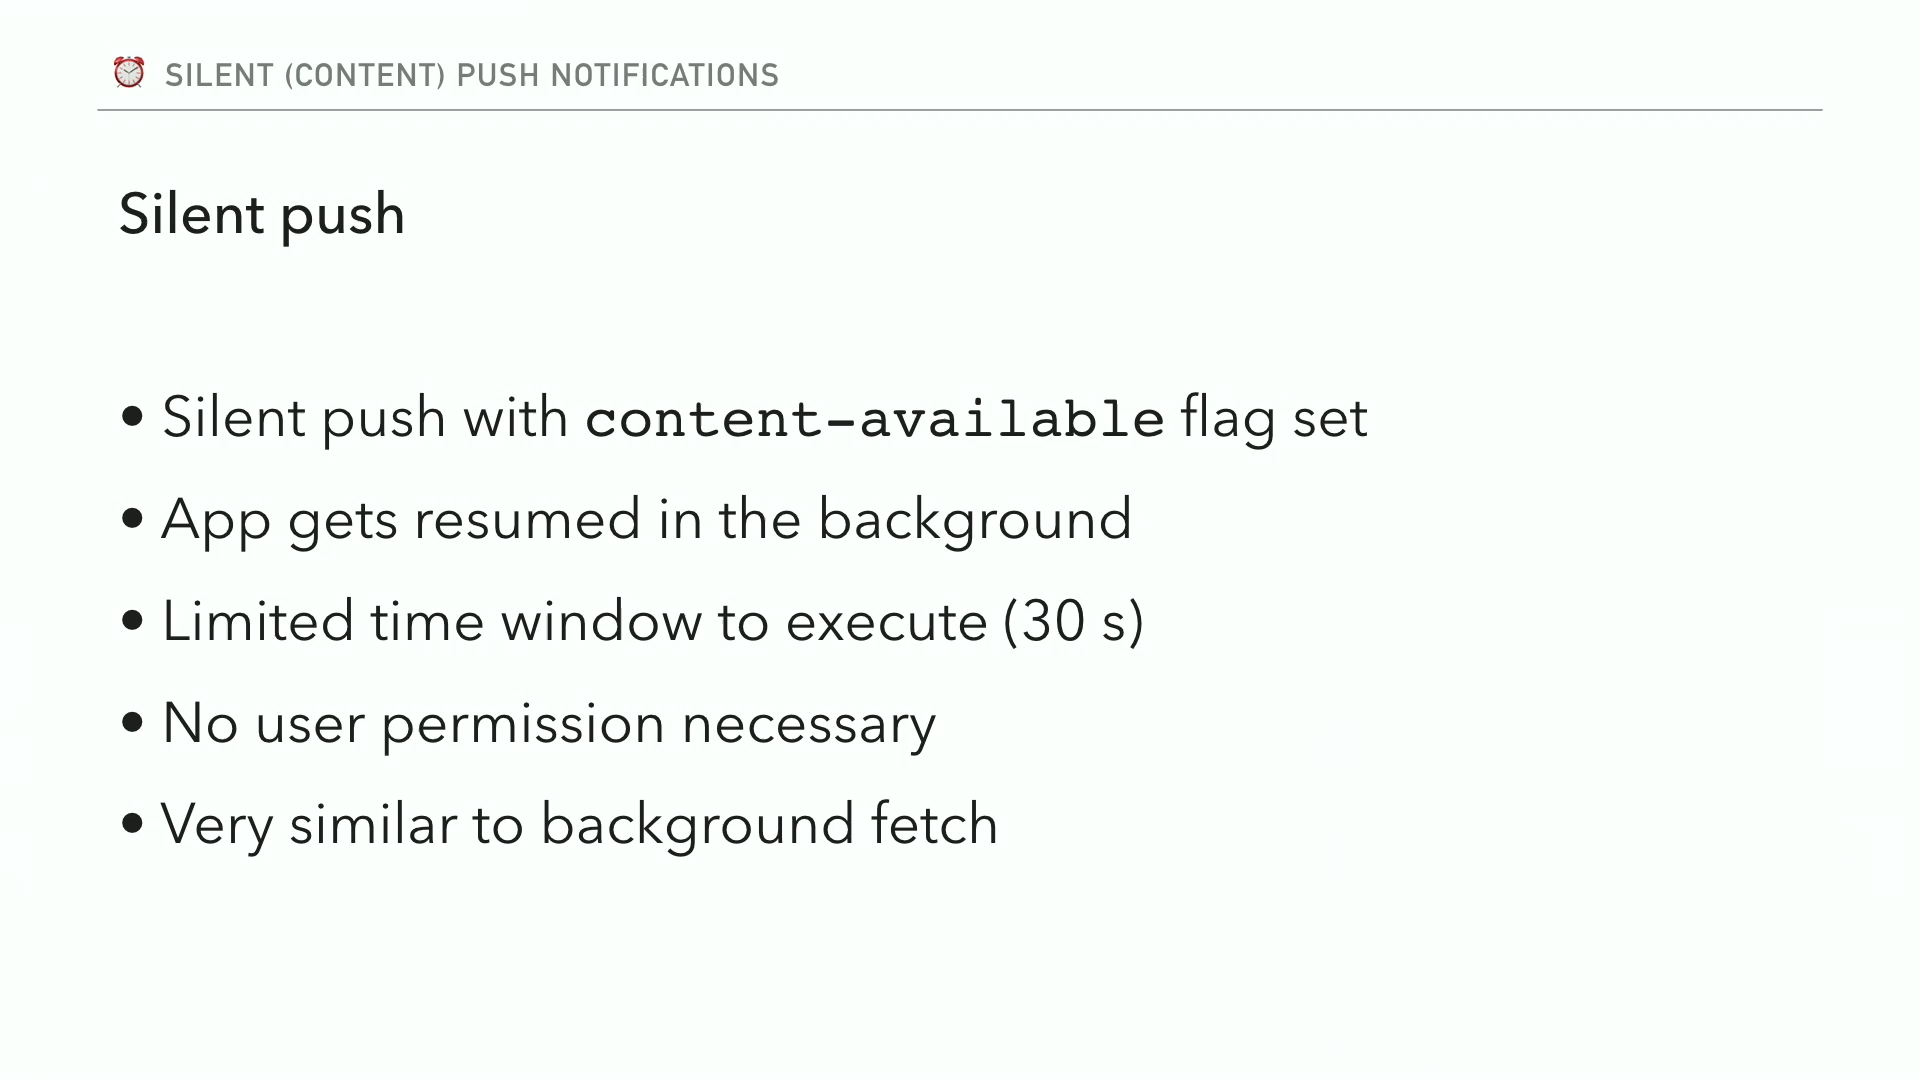 ⏰ SILENT (CONTENT) PUSH NOTIFICATIONS
Silent push
• Silent push with content-available flag set
• App gets resumed in the background
• Limited time window to execute (30 s)
• No user permission necessary
• Very similar to background fetch